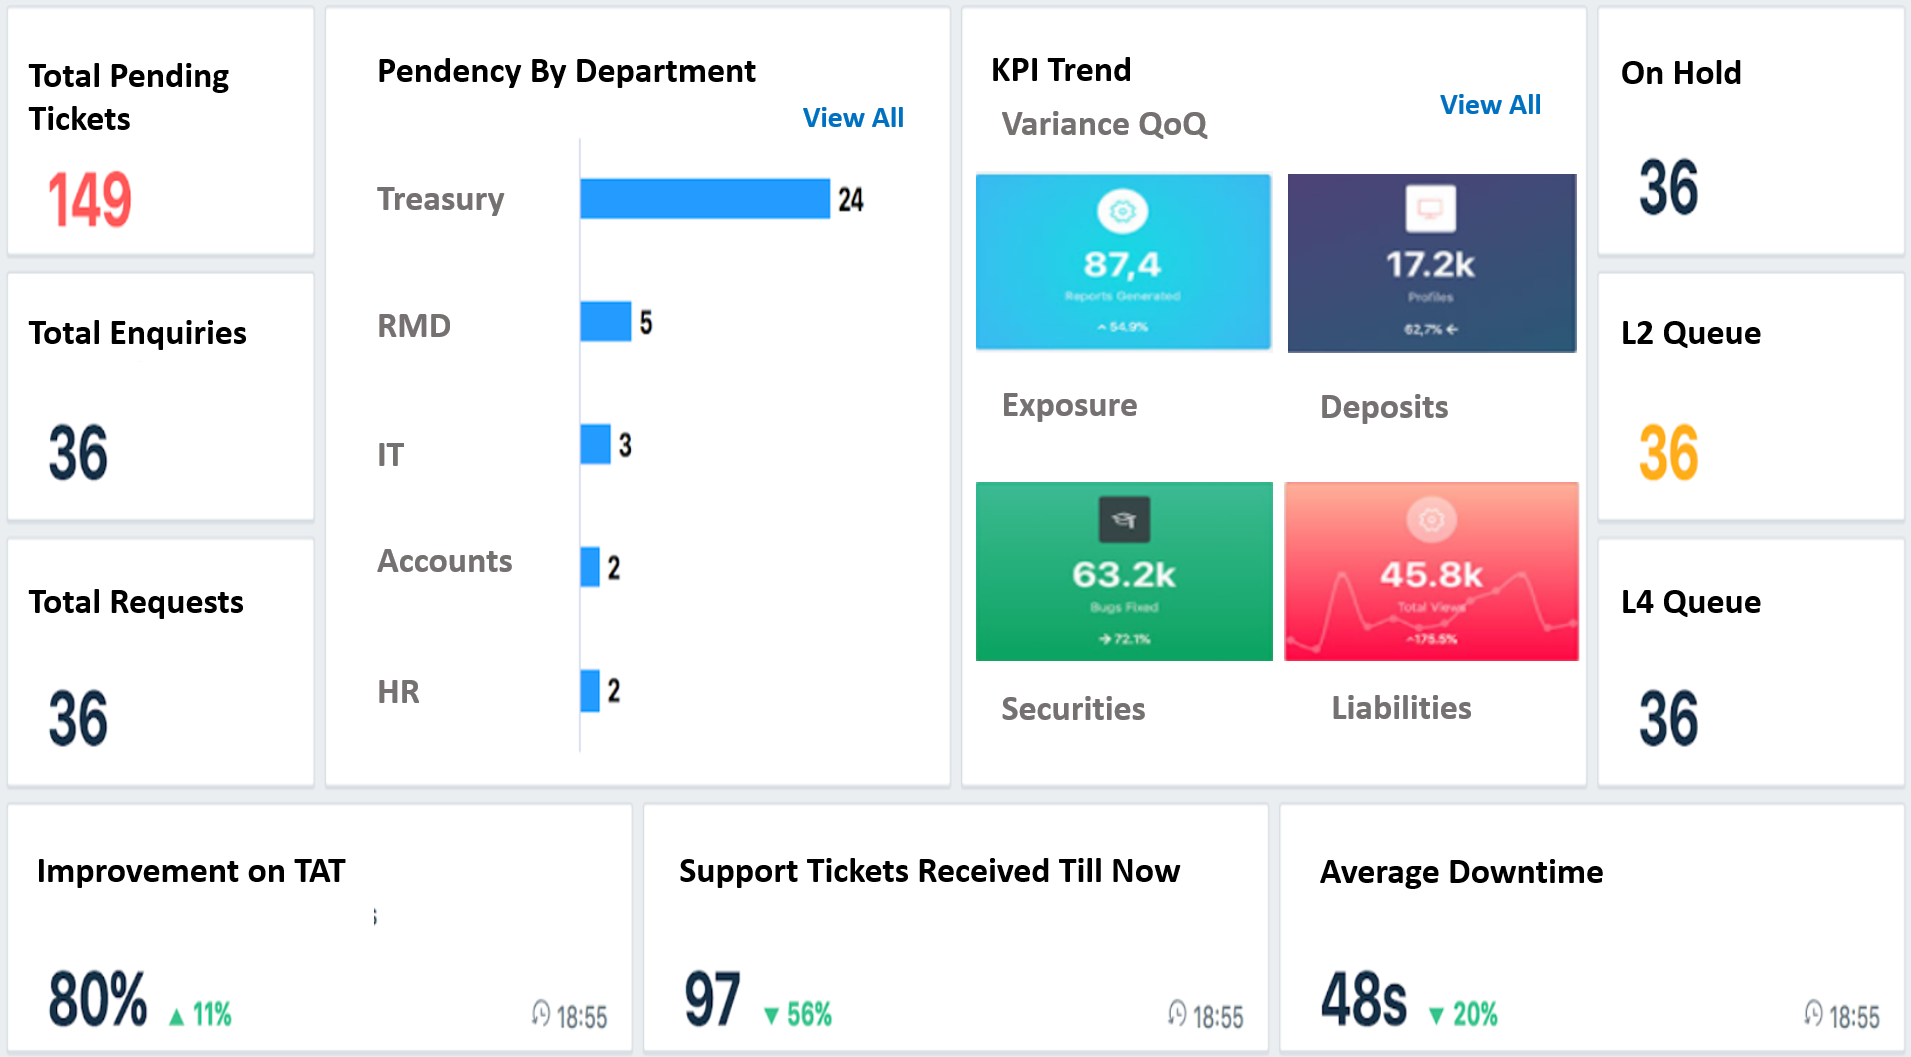 Total Pending
Tickets
149
Total Enquiries
36
Total Requests
36
Pendency By Department
View All
Treasury
24
RMD
5
IT
3
Accounts
2
HR
2
KPI Trend
Variance QoQ
View All
87,4
Reports Generated
54.9%
Exposure
17.2k
Profiles
62,7% ←
Deposits
63.2k
Bugs Fixed
→ 72.1%
Securities
45.8k
Total Views
^175.5%
Liabilities
On Hold
36
L2 Queue
36
L4 Queue
36
Improvement on TAT
80% ▲ 11%
18:55
Support Tickets Received Till Now
97 ▼ 56%
18:55
Average Downtime
48s ▼ 20%
18:55